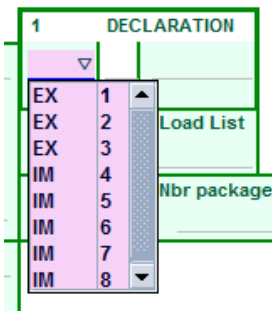 1 DECLARATION
EX 1
EX 2
EX 3
IM 4
IM 5
IM 6
IM 7
IM 8
Load List
Nbr package